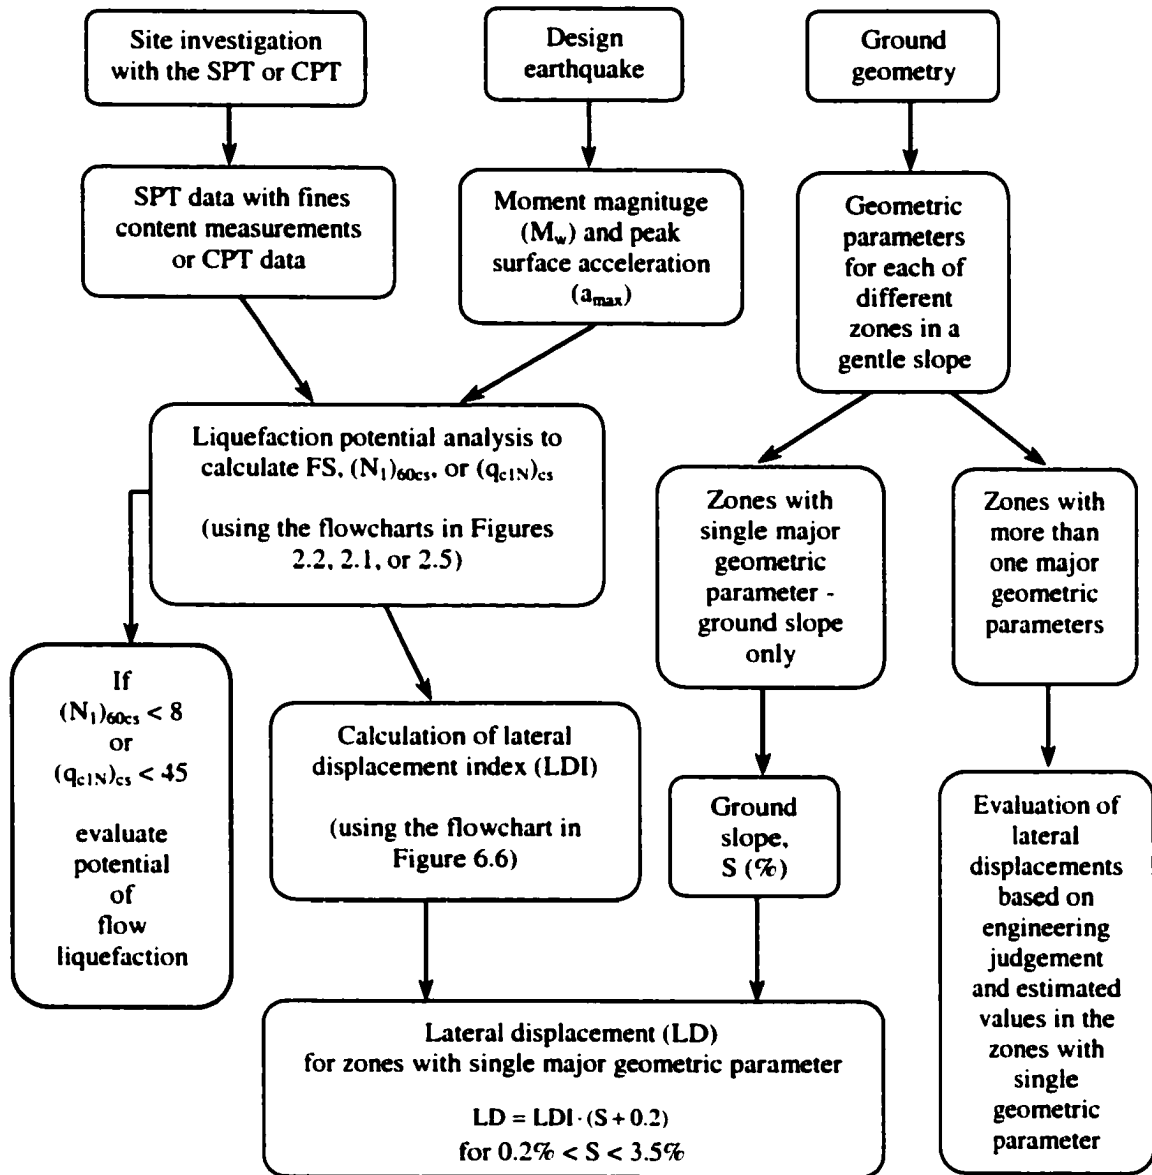 Site investigation
with the SPT or CPT
Design
earthquake
Ground
geometry
SPT data with fines
content measurements
or CPT data
Moment magnituge
(M_w) and peak
surface acceleration
(a_max)
Geometric
parameters
for each of
different
zones in a
gentle slope
Liquefaction potential analysis to
calculate FS, (N₁)₆₀cs, or (q_c1N)_cs
(using the flowcharts in Figures
2.2, 2.1, or 2.5)
Zones with
single major
geometric
parameter -
ground slope
only
Zones with
more than
one major
geometric
parameters
If
(N₁)₆₀cs < 8
or
(q_c1N)_cs < 45
evaluate
potential
of
flow
liquefaction
Calculation of lateral
displacement index (LDI)
(using the flowchart in
Figure 6.6)
Ground
slope,
S (%)
Evaluation of
lateral
displacements
based on
engineering
judgement
and estimated
values in the
zones with
single
geometric
parameter
Lateral displacement (LD)
for zones with single major geometric parameter
LD = LDI · (S + 0.2)
for 0.2% < S < 3.5%